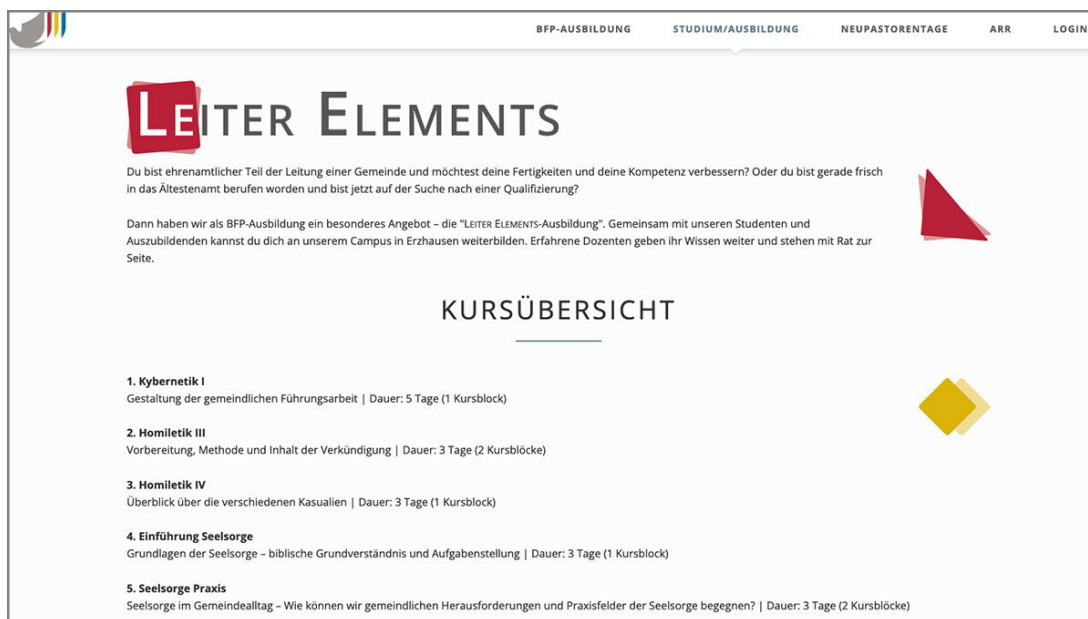 BFP-AUSBILDUNG STUDIUM/AUSBILDUNG NEUPASTORENTAGE ARR LOGIN
LEITER ELEMENTS
Du bist ehrenamtlicher Teil der Leitung einer Gemeinde und möchtest deine Fertigkeiten und deine Kompetenz verbessern? Oder du bist gerade frisch
in das Ältestenamt berufen worden und bist jetzt auf der Suche nach einer Qualifizierung?
Dann haben wir als BFP-Ausbildung ein besonderes Angebot – die "LEITER ELEMENTS-Ausbildung". Gemeinsam mit unseren Studenten und
Auszubildenden kannst du dich an unserem Campus in Erzhausen weiterbilden. Erfahrene Dozenten geben ihr Wissen weiter und stehen mit Rat zur
Seite.
KURSÜBERSICHT
1. Kybernetik I
Gestaltung der gemeindlichen Führungsarbeit | Dauer: 5 Tage (1 Kursblock)
2. Homiletik III
Vorbereitung, Methode und Inhalt der Verkündigung | Dauer: 3 Tage (2 Kursblöcke)
3. Homiletik IV
Überblick über die verschiedenen Kasualien | Dauer: 3 Tage (1 Kursblock)
4. Einführung Seelsorge
Grundlagen der Seelsorge – biblische Grundverständnis und Aufgabenstellung | Dauer: 3 Tage (1 Kursblock)
5. Seelsorge Praxis
Seelsorge im Gemeindealltag – Wie können wir gemeindlichen Herausforderungen und Praxisfelder der Seelsorge begegnen? | Dauer: 3 Tage (2 Kursblöcke)